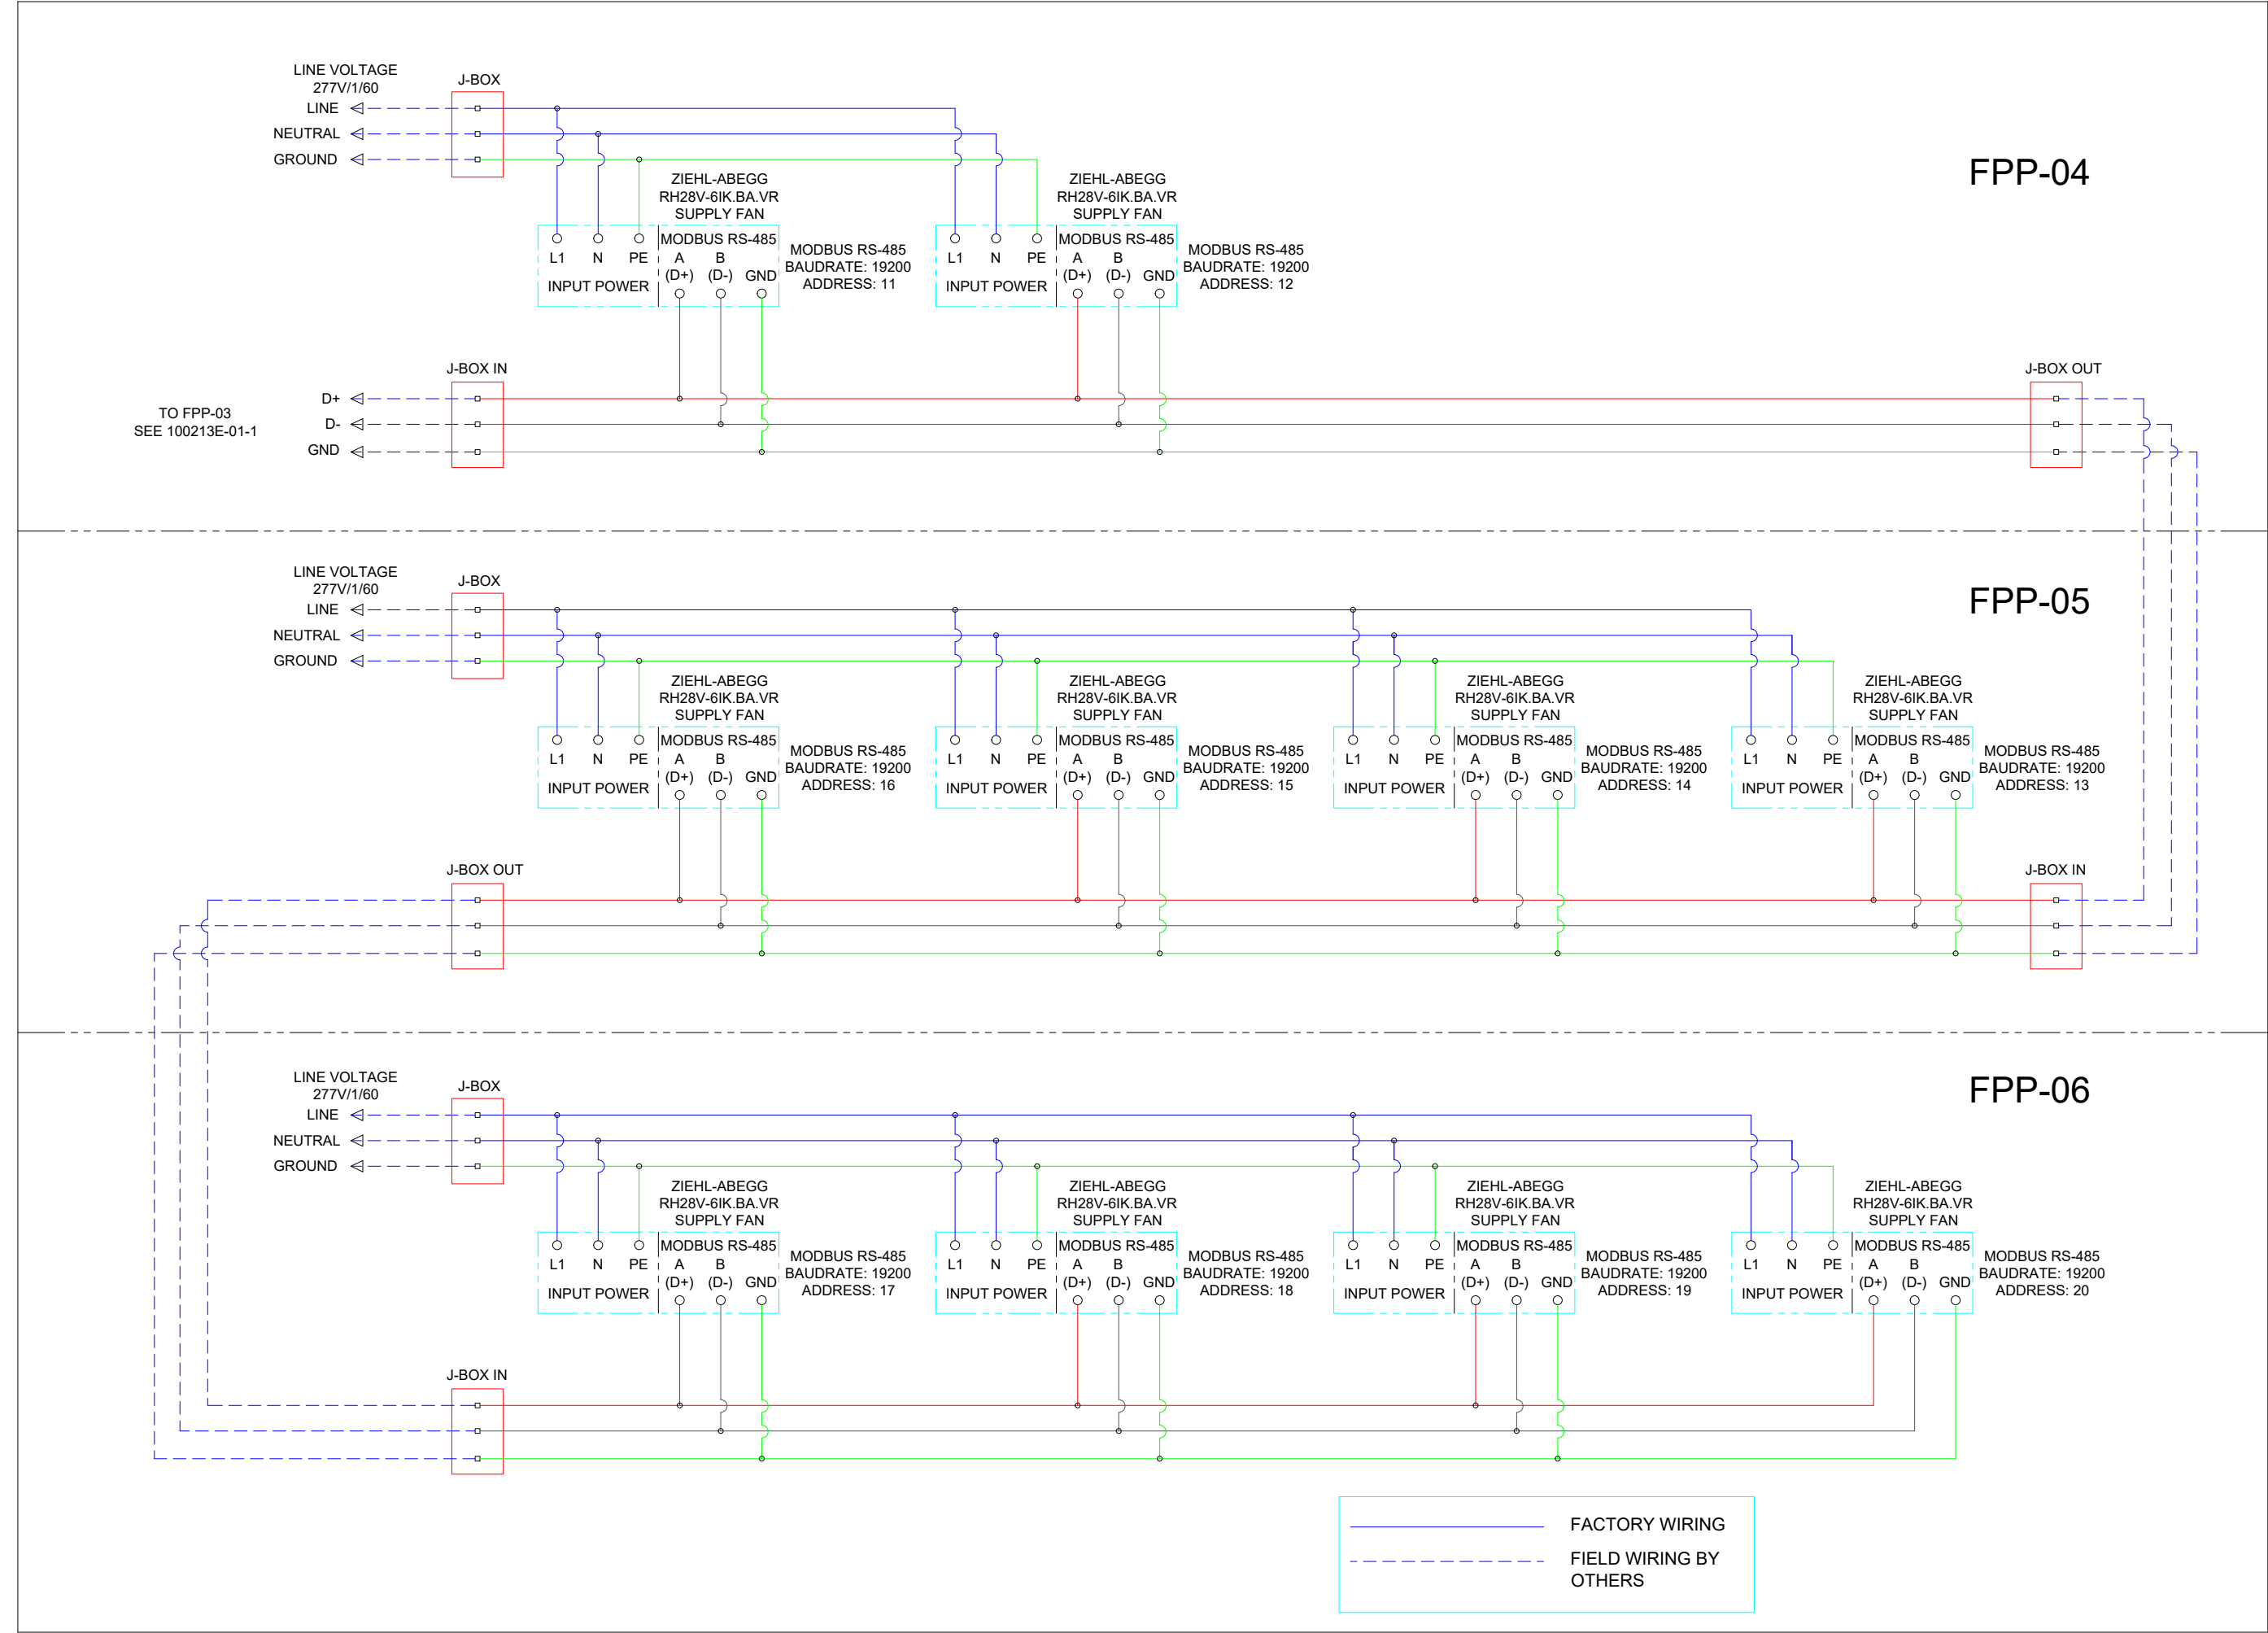 LINE VOLTAGE
277V/1/60
LINE
NEUTRAL
GROUND
J-BOX
FPP-04
ZIEHL-ABEGG
RH28V-6IK.BA.VR
SUPPLY FAN
MODBUS RS-485
L1 N PE A B
(D+) (D-) GND
INPUT POWER
MODBUS RS-485
BAUDRATE: 19200
ADDRESS: 11
ZIEHL-ABEGG
RH28V-6IK.BA.VR
SUPPLY FAN
MODBUS RS-485
L1 N PE A B
(D+) (D-) GND
INPUT POWER
MODBUS RS-485
BAUDRATE: 19200
ADDRESS: 12
J-BOX IN
J-BOX OUT
TO FPP-03
SEE 100213E-01-1
D+
D-
GND
LINE VOLTAGE
277V/1/60
LINE
NEUTRAL
GROUND
J-BOX
FPP-05
ZIEHL-ABEGG
RH28V-6IK.BA.VR
SUPPLY FAN
MODBUS RS-485
L1 N PE A B
(D+) (D-) GND
INPUT POWER
MODBUS RS-485
BAUDRATE: 19200
ADDRESS: 16
ZIEHL-ABEGG
RH28V-6IK.BA.VR
SUPPLY FAN
MODBUS RS-485
L1 N PE A B
(D+) (D-) GND
INPUT POWER
MODBUS RS-485
BAUDRATE: 19200
ADDRESS: 15
ZIEHL-ABEGG
RH28V-6IK.BA.VR
SUPPLY FAN
MODBUS RS-485
L1 N PE A B
(D+) (D-) GND
INPUT POWER
MODBUS RS-485
BAUDRATE: 19200
ADDRESS: 14
ZIEHL-ABEGG
RH28V-6IK.BA.VR
SUPPLY FAN
MODBUS RS-485
L1 N PE A B
(D+) (D-) GND
INPUT POWER
MODBUS RS-485
BAUDRATE: 19200
ADDRESS: 13
J-BOX OUT
J-BOX IN
LINE VOLTAGE
277V/1/60
LINE
NEUTRAL
GROUND
J-BOX
FPP-06
ZIEHL-ABEGG
RH28V-6IK.BA.VR
SUPPLY FAN
MODBUS RS-485
L1 N PE A B
(D+) (D-) GND
INPUT POWER
MODBUS RS-485
BAUDRATE: 19200
ADDRESS: 17
ZIEHL-ABEGG
RH28V-6IK.BA.VR
SUPPLY FAN
MODBUS RS-485
L1 N PE A B
(D+) (D-) GND
INPUT POWER
MODBUS RS-485
BAUDRATE: 19200
ADDRESS: 18
ZIEHL-ABEGG
RH28V-6IK.BA.VR
SUPPLY FAN
MODBUS RS-485
L1 N PE A B
(D+) (D-) GND
INPUT POWER
MODBUS RS-485
BAUDRATE: 19200
ADDRESS: 19
ZIEHL-ABEGG
RH28V-6IK.BA.VR
SUPPLY FAN
MODBUS RS-485
L1 N PE A B
(D+) (D-) GND
INPUT POWER
MODBUS RS-485
BAUDRATE: 19200
ADDRESS: 20
J-BOX IN
FACTORY WIRING
FIELD WIRING BY
OTHERS